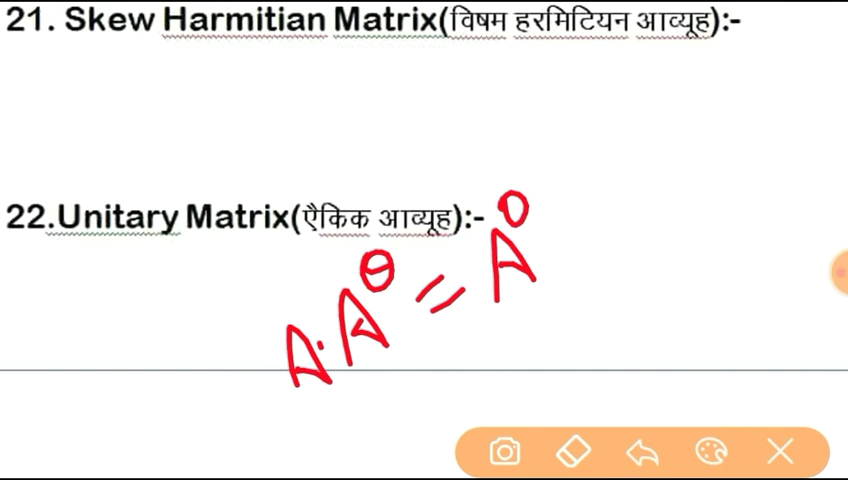 21. Skew Harmitian Matrix(विषम हरमिटियन आव्यूह):-
22.Unitary Matrix(ऐकिक आव्यूह):-
A.A^θ = A^0